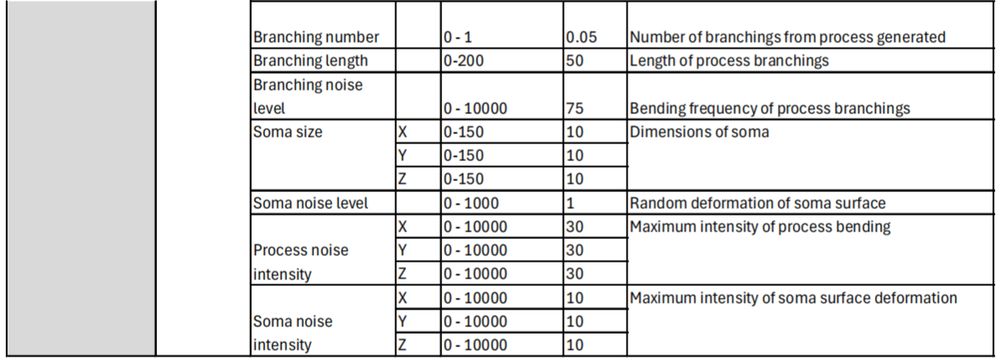 Branching number 0 - 1 0.05 Number of branchings from process generated
Branching length 0-200 50 Length of process branchings
Branching noise
level 0 - 10000 75 Bending frequency of process branchings
Soma size X 0-150 10 Dimensions of soma
Y 0-150 10
Z 0-150 10
Soma noise level 0 - 1000 1 Random deformation of soma surface
X 0 - 10000 30 Maximum intensity of process bending
Process noise Y 0 - 10000 30
intensity Z 0 - 10000 30
X 0 - 10000 10 Maximum intensity of soma surface deformation
Soma noise Y 0 - 10000 10
intensity Z 0 - 10000 10